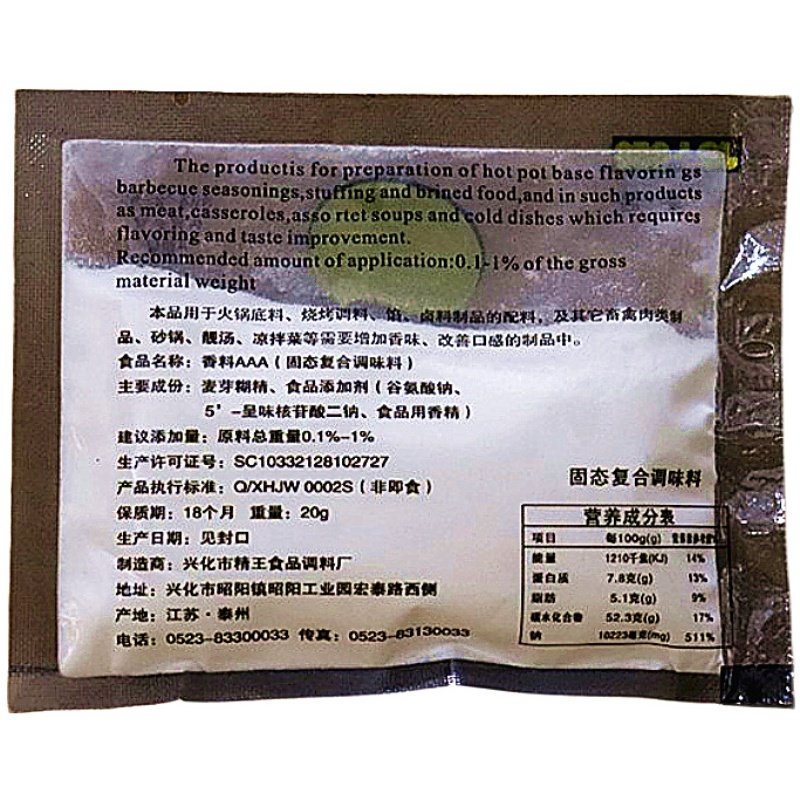 The productis for preparation of hot pot base flavorin gs
barbecue seasonings,stuffing and brined food,and in such products
as meat,casseroles,asso rtet soups and cold dishes which requires
flavoring and taste improvement.
Recommended amount of application:0.1-1% of the gross
material weight
本品用于火锅底料、烧烤调料、馅、卤料制品的配料，及其它畜禽肉类制
品、砂锅、靓汤、凉拌菜等需要增加香味、改善口感的制品中。
食品名称：香料AAA（固态复合调味料）
主要成份：麦芽糊精、食品添加剂（谷氨酸钠、
5’-呈味核苷酸二钠、食品用香精）
建议添加量：原料总重量0.1%-1%
生产许可证号：SC10332128102727
产品执行标准：Q/XHJW 0002S（非即食）
保质期：18个月 重量：20g
生产日期：见封口
制造商：兴化市精王食品调料厂
地址：兴化市昭阳镇昭阳工业园宏泰路西侧
产地：江苏·泰州
电话：0523-83300033 传真：0523-83130033
固态复合调味料
营养成分表
项目 每100g(g)
能量 1210千焦(KJ) 14%
蛋白质 7.8克(g) 13%
脂肪 5.1克(g) 9%
碳水化合物 52.3克(g) 17%
钠 10223毫克(mg) 511%